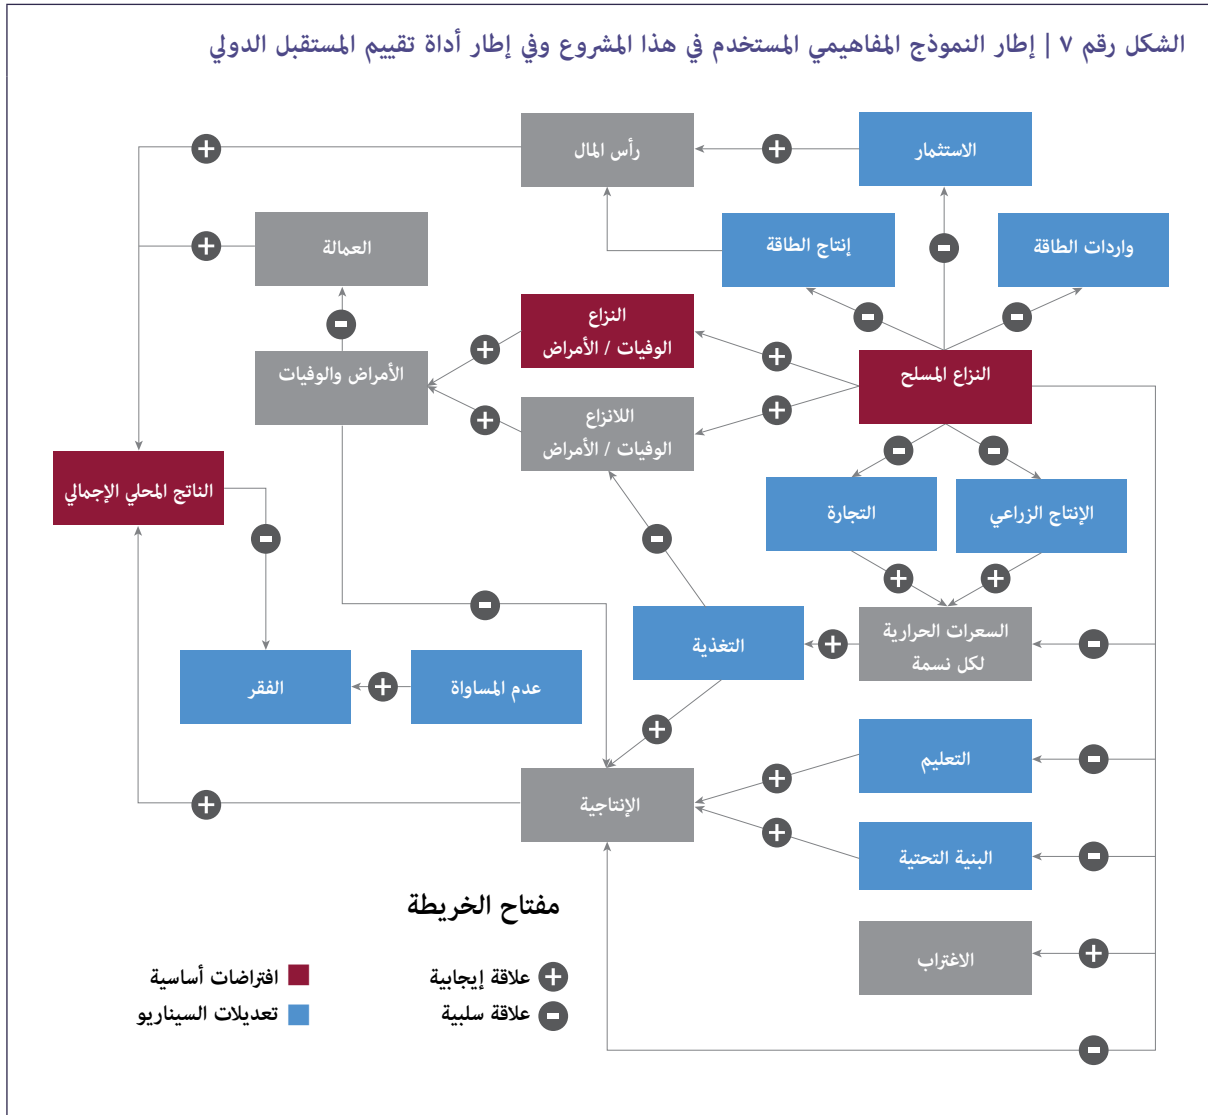 الشكل رقم ٧ | إطار النموذج المفاهيمي المستخدم في هذا المشروع وفي إطار أداة تقييم المستقبل الدولي
الاستثمار
+
رأس المال
+
واردات الطاقة
-
إنتاج الطاقة
العمالة
+
-
-
النزاع
الوفيات / الأمراض
-
النزاع المسلح
+
+
الأمراض والوفيات
اللانزاع
الوفيات / الأمراض
+
+
-
-
الناتج المحلي الإجمالي
-
الإنتاج الزراعي
التجارة
-
+
+
-
السعرات الحرارية
لكل نسمة
-
+
التغذية
عدم المساواة
+
الفقر
+
التعليم
-
+
الإنتاجية
+
البنية التحتية
-
+
الاغتراب
+
-
مفتاح الخريطة
+ علاقة إيجابية
- علاقة سلبية
افتراضات أساسية
تعديلات السيناريو